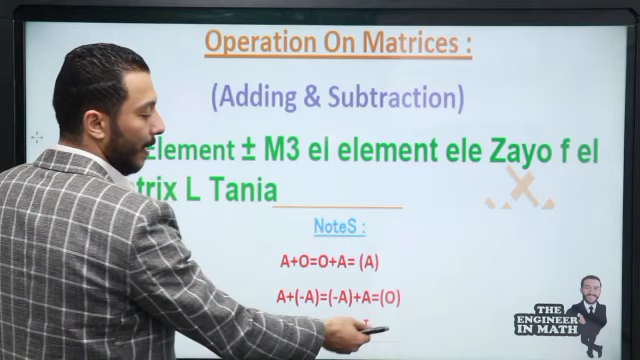 Operation On Matrices :
(Adding & Subtraction)
Element ± M3 el element ele Zayo f el
trix L Tania
NoteS :
A+O=O+A= (A)
A+(-A)=(-A)+A=(O)
THE
ENGINEER
IN MATH